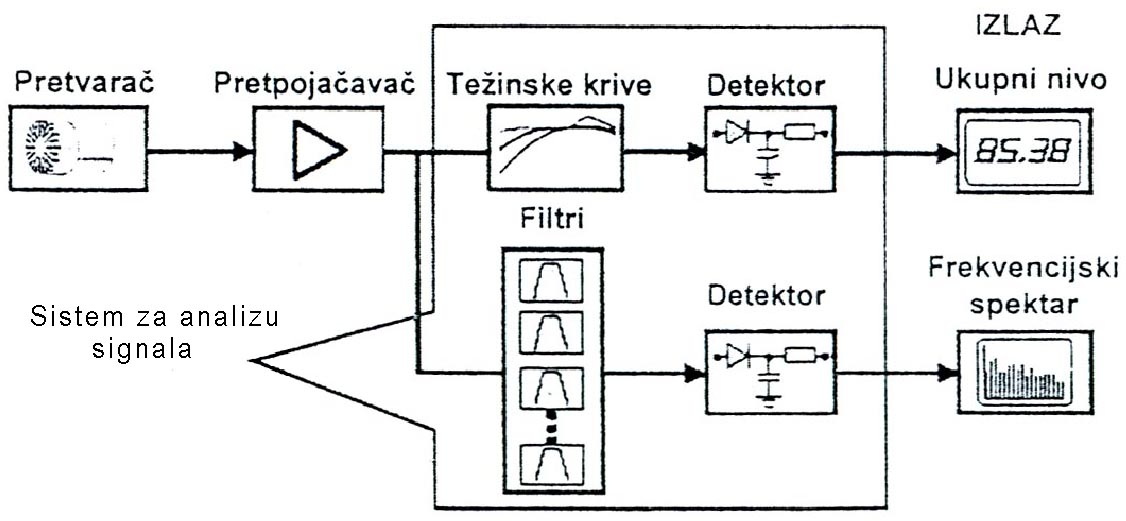 IZLAZ
Pretvarač
Pretpojačavač
Težinske krive
Detektor
Ukupni nivo
85.38
Filtri
Detektor
Frekvencijski
spektar
Sistem za analizu
signala